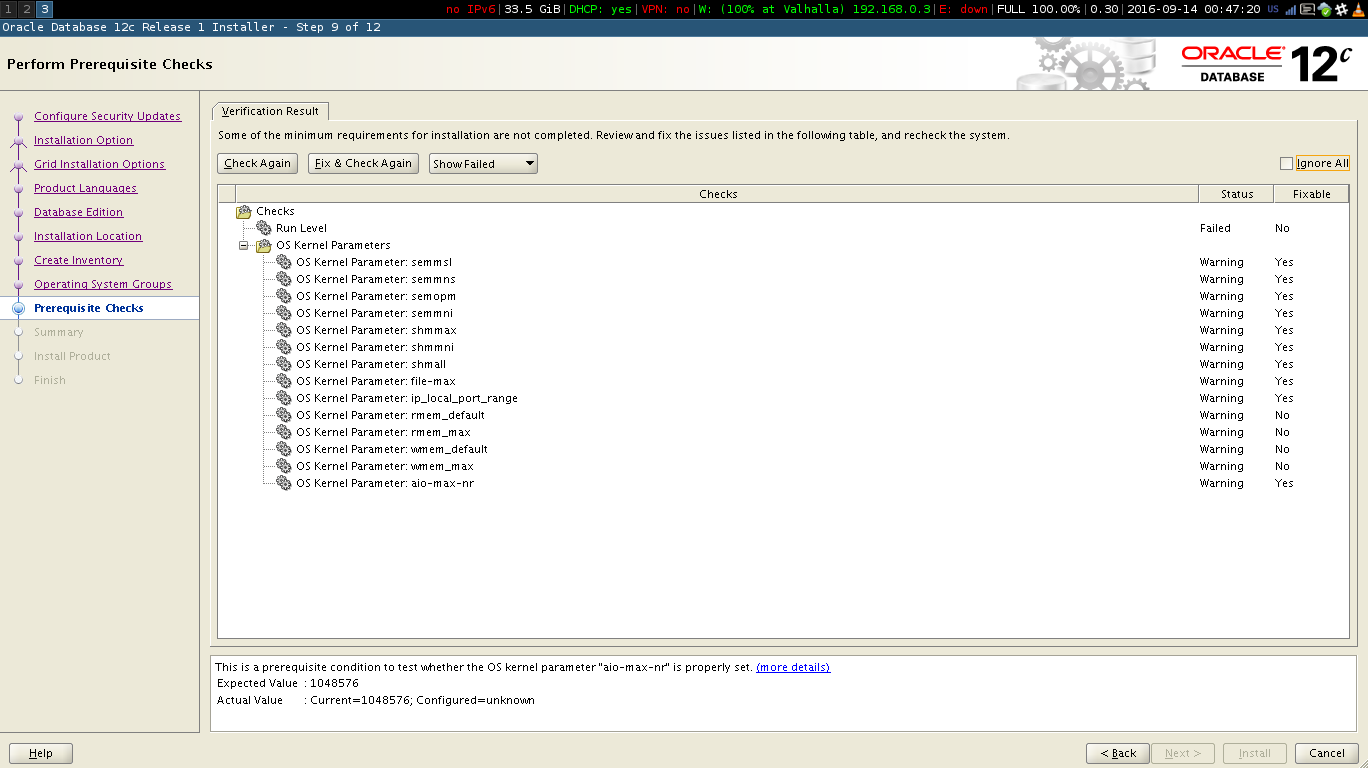 1 2 3 no IPv6|33.5 GiB|DHCP: yes|VPN: no|W: (100% at Valhalla) 192.168.0.3|E: down|FULL 100.00%|0.30|2016-09-14 00:47:20 US
Oracle Database 12c Release 1 Installer - Step 9 of 12
Perform Prerequisite Checks
ORACLE
DATABASE
12c
Configure Security Updates
Installation Option
Grid Installation Options
Product Languages
Database Edition
Installation Location
Create Inventory
Operating System Groups
Prerequisite Checks
Summary
Install Product
Finish
Verification Result
Some of the minimum requirements for installation are not completed. Review and fix the issues listed in the following table, and recheck the system.
Check Again Fix & Check Again Show Failed Ignore All
Checks Status Fixable
Checks
Run Level Failed No
OS Kernel Parameters
OS Kernel Parameter: semmsl Warning Yes
OS Kernel Parameter: semmns Warning Yes
OS Kernel Parameter: semopm Warning Yes
OS Kernel Parameter: semmni Warning Yes
OS Kernel Parameter: shmmax Warning Yes
OS Kernel Parameter: shmmni Warning Yes
OS Kernel Parameter: shmall Warning Yes
OS Kernel Parameter: file-max Warning Yes
OS Kernel Parameter: ip_local_port_range Warning Yes
OS Kernel Parameter: rmem_default Warning No
OS Kernel Parameter: rmem_max Warning No
OS Kernel Parameter: wmem_default Warning No
OS Kernel Parameter: wmem_max Warning No
OS Kernel Parameter: aio-max-nr Warning Yes
This is a prerequisite condition to test whether the OS kernel parameter "aio-max-nr" is properly set. (more details)
Expected Value : 1048576
Actual Value : Current=1048576; Configured=unknown
Help < Back Next > Install Cancel